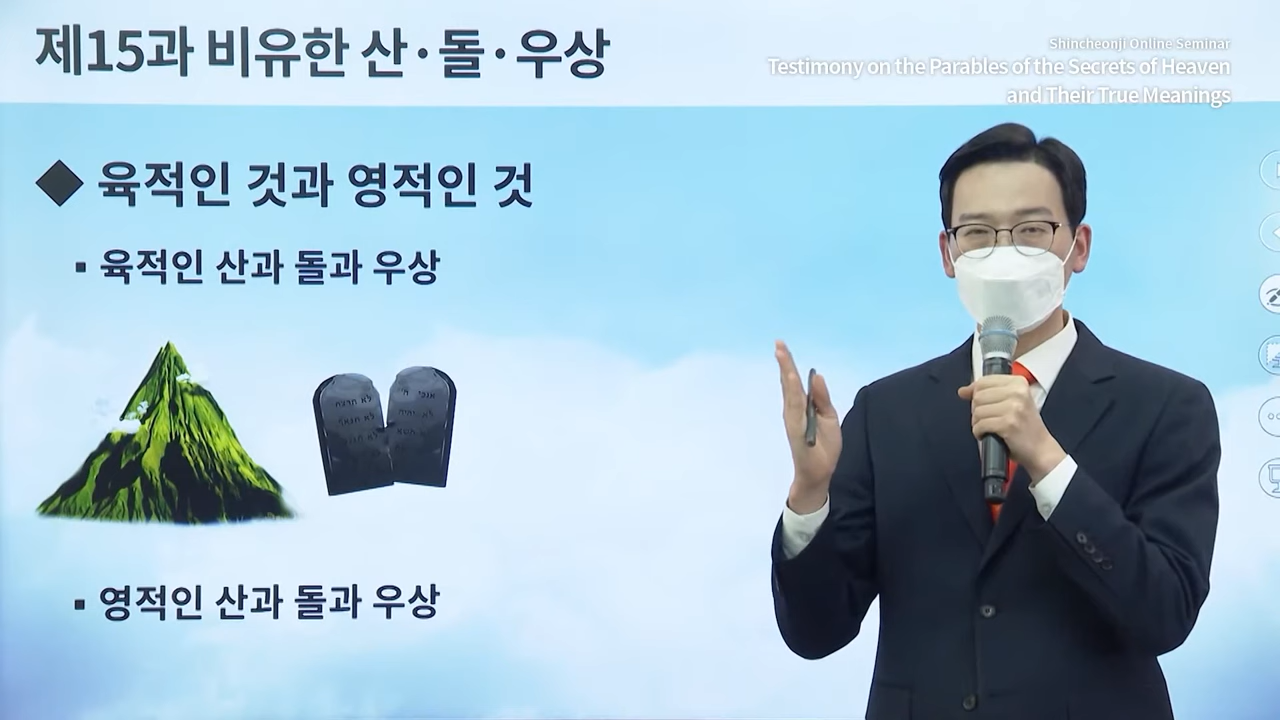 제15과 비유한 산·돌·우상
Shincheonji Online Seminar
Testimony on the Parables of the Secrets of Heaven
and Their True Meanings
◆ 육적인 것과 영적인 것
▪ 육적인 산과 돌과 우상
▪ 영적인 산과 돌과 우상